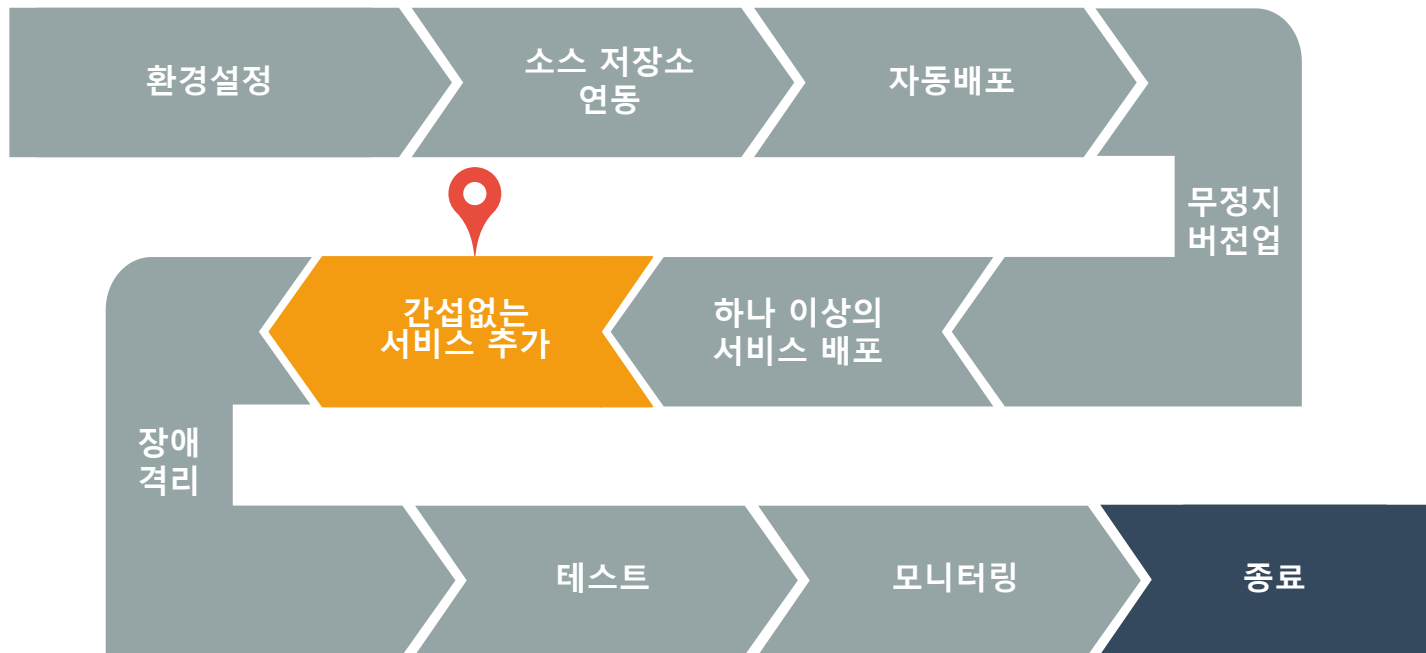 환경설정
소스 저장소
연동
자동배포
무정지
버전업
하나 이상의
서비스 배포
간섭없는
서비스 추가
장애
격리
테스트
모니터링
종료